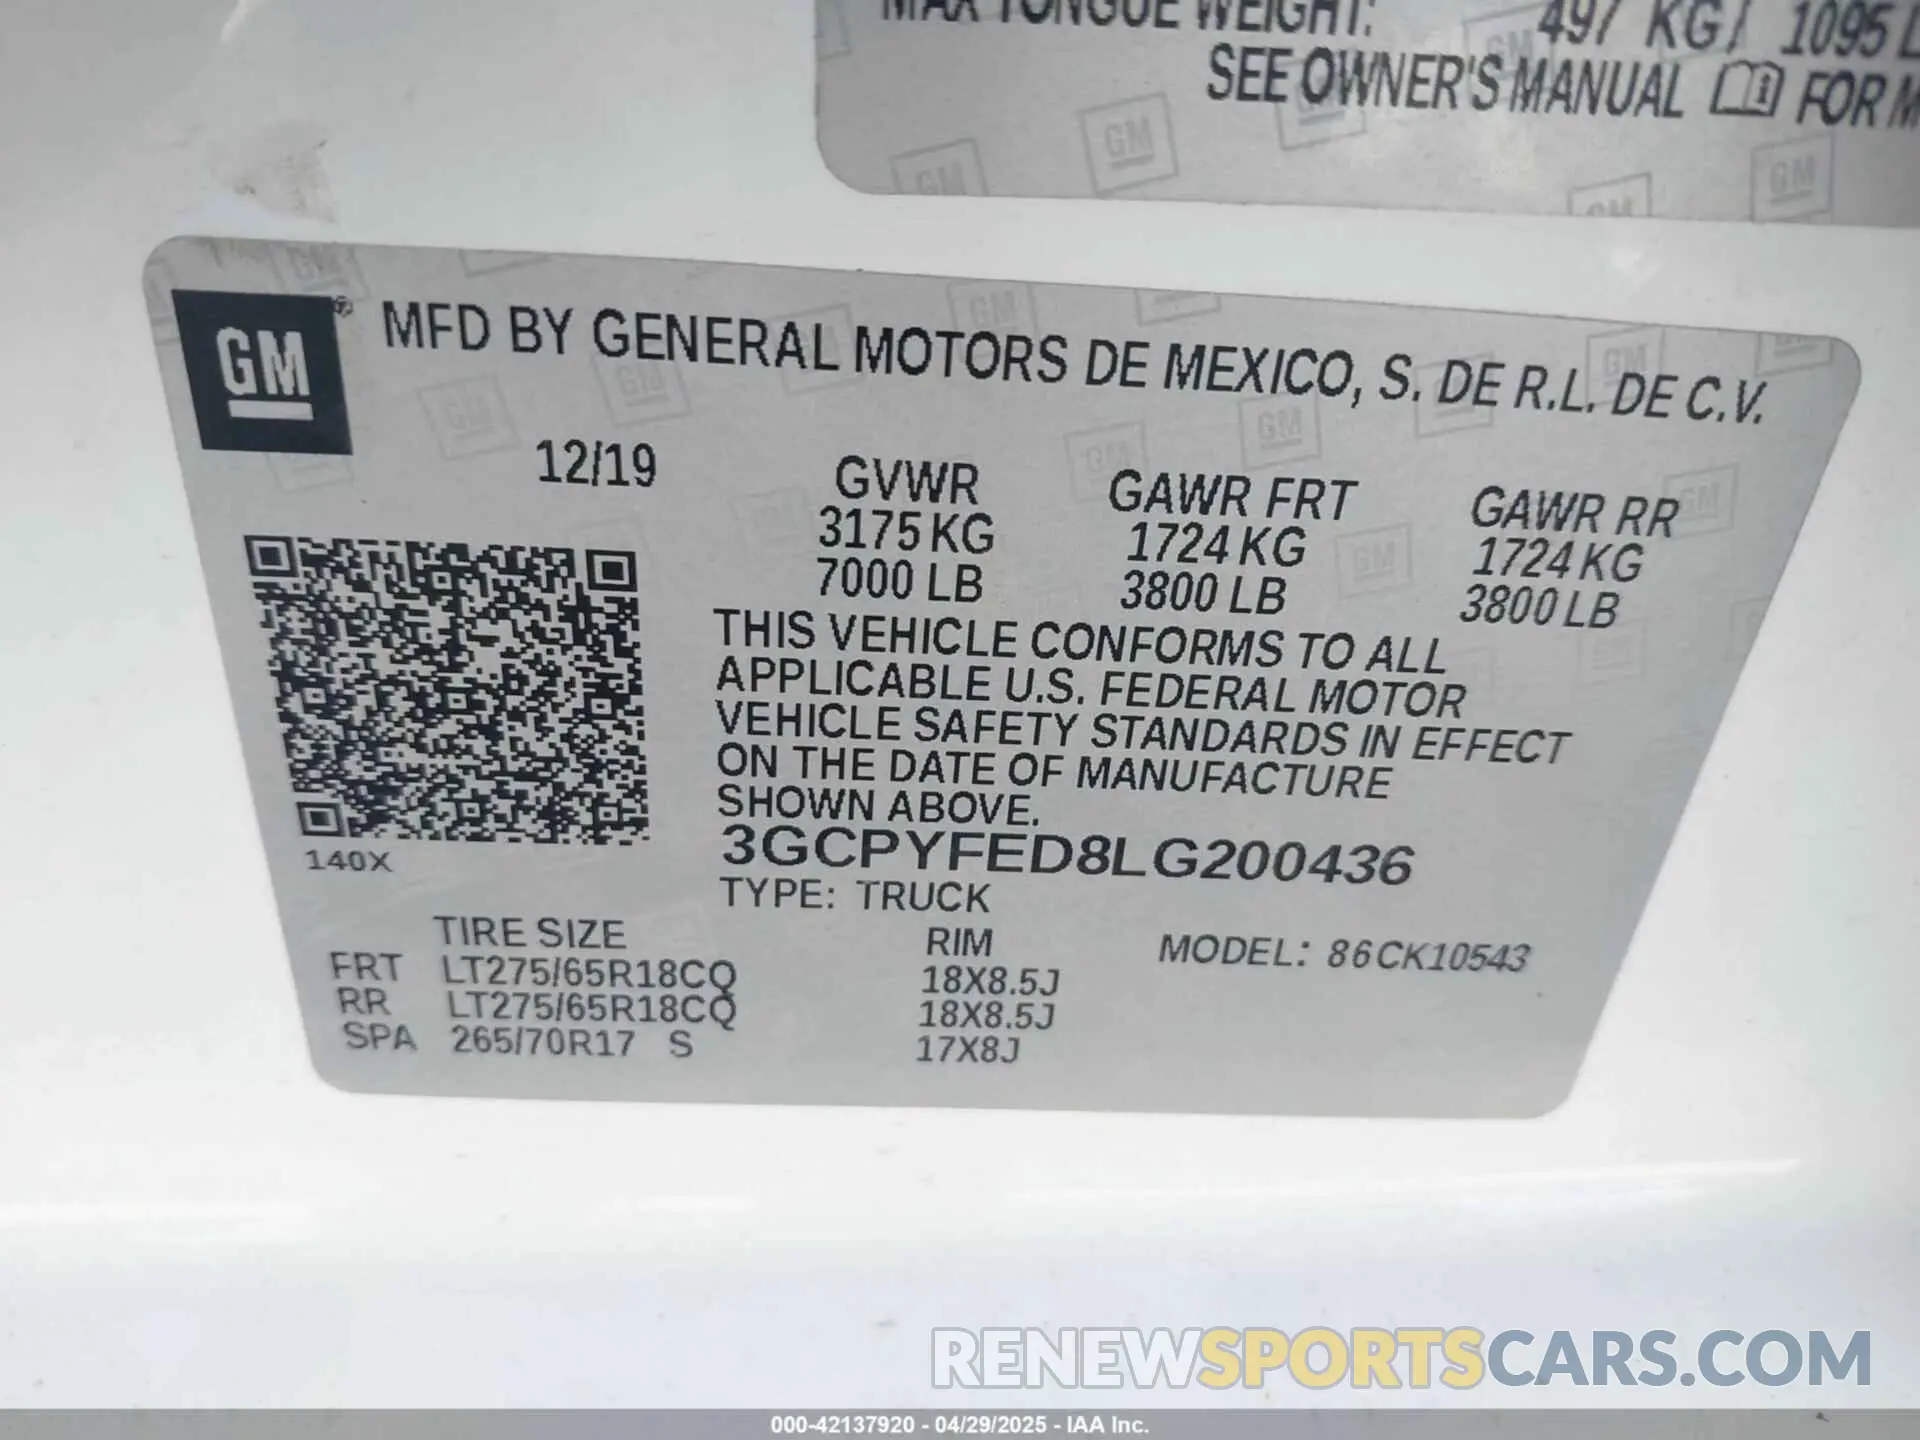 MAX TONGUE WEIGHT: 497 KG/ 1095 L
SEE OWNER'S MANUAL FOR M
GM
® MFD BY GENERAL MOTORS DE MEXICO, S. DE R.L. DE C.V.
12/19
GVWR GAWR FRT GAWR RR
3175 KG 1724 KG 1724 KG
7000 LB 3800 LB 3800 LB
THIS VEHICLE CONFORMS TO ALL
APPLICABLE U.S. FEDERAL MOTOR
VEHICLE SAFETY STANDARDS IN EFFECT
ON THE DATE OF MANUFACTURE
SHOWN ABOVE.
140X
3GCPYFED8LG200436
TYPE: TRUCK
TIRE SIZE RIM MODEL: 86CK10543
FRT LT275/65R18CQ 18X8.5J
RR LT275/65R18CQ 18X8.5J
SPA 265/70R17 S 17X8J
RENEWSPORTSCARS.COM
000-42137920 - 04/29/2025 - IAA Inc.